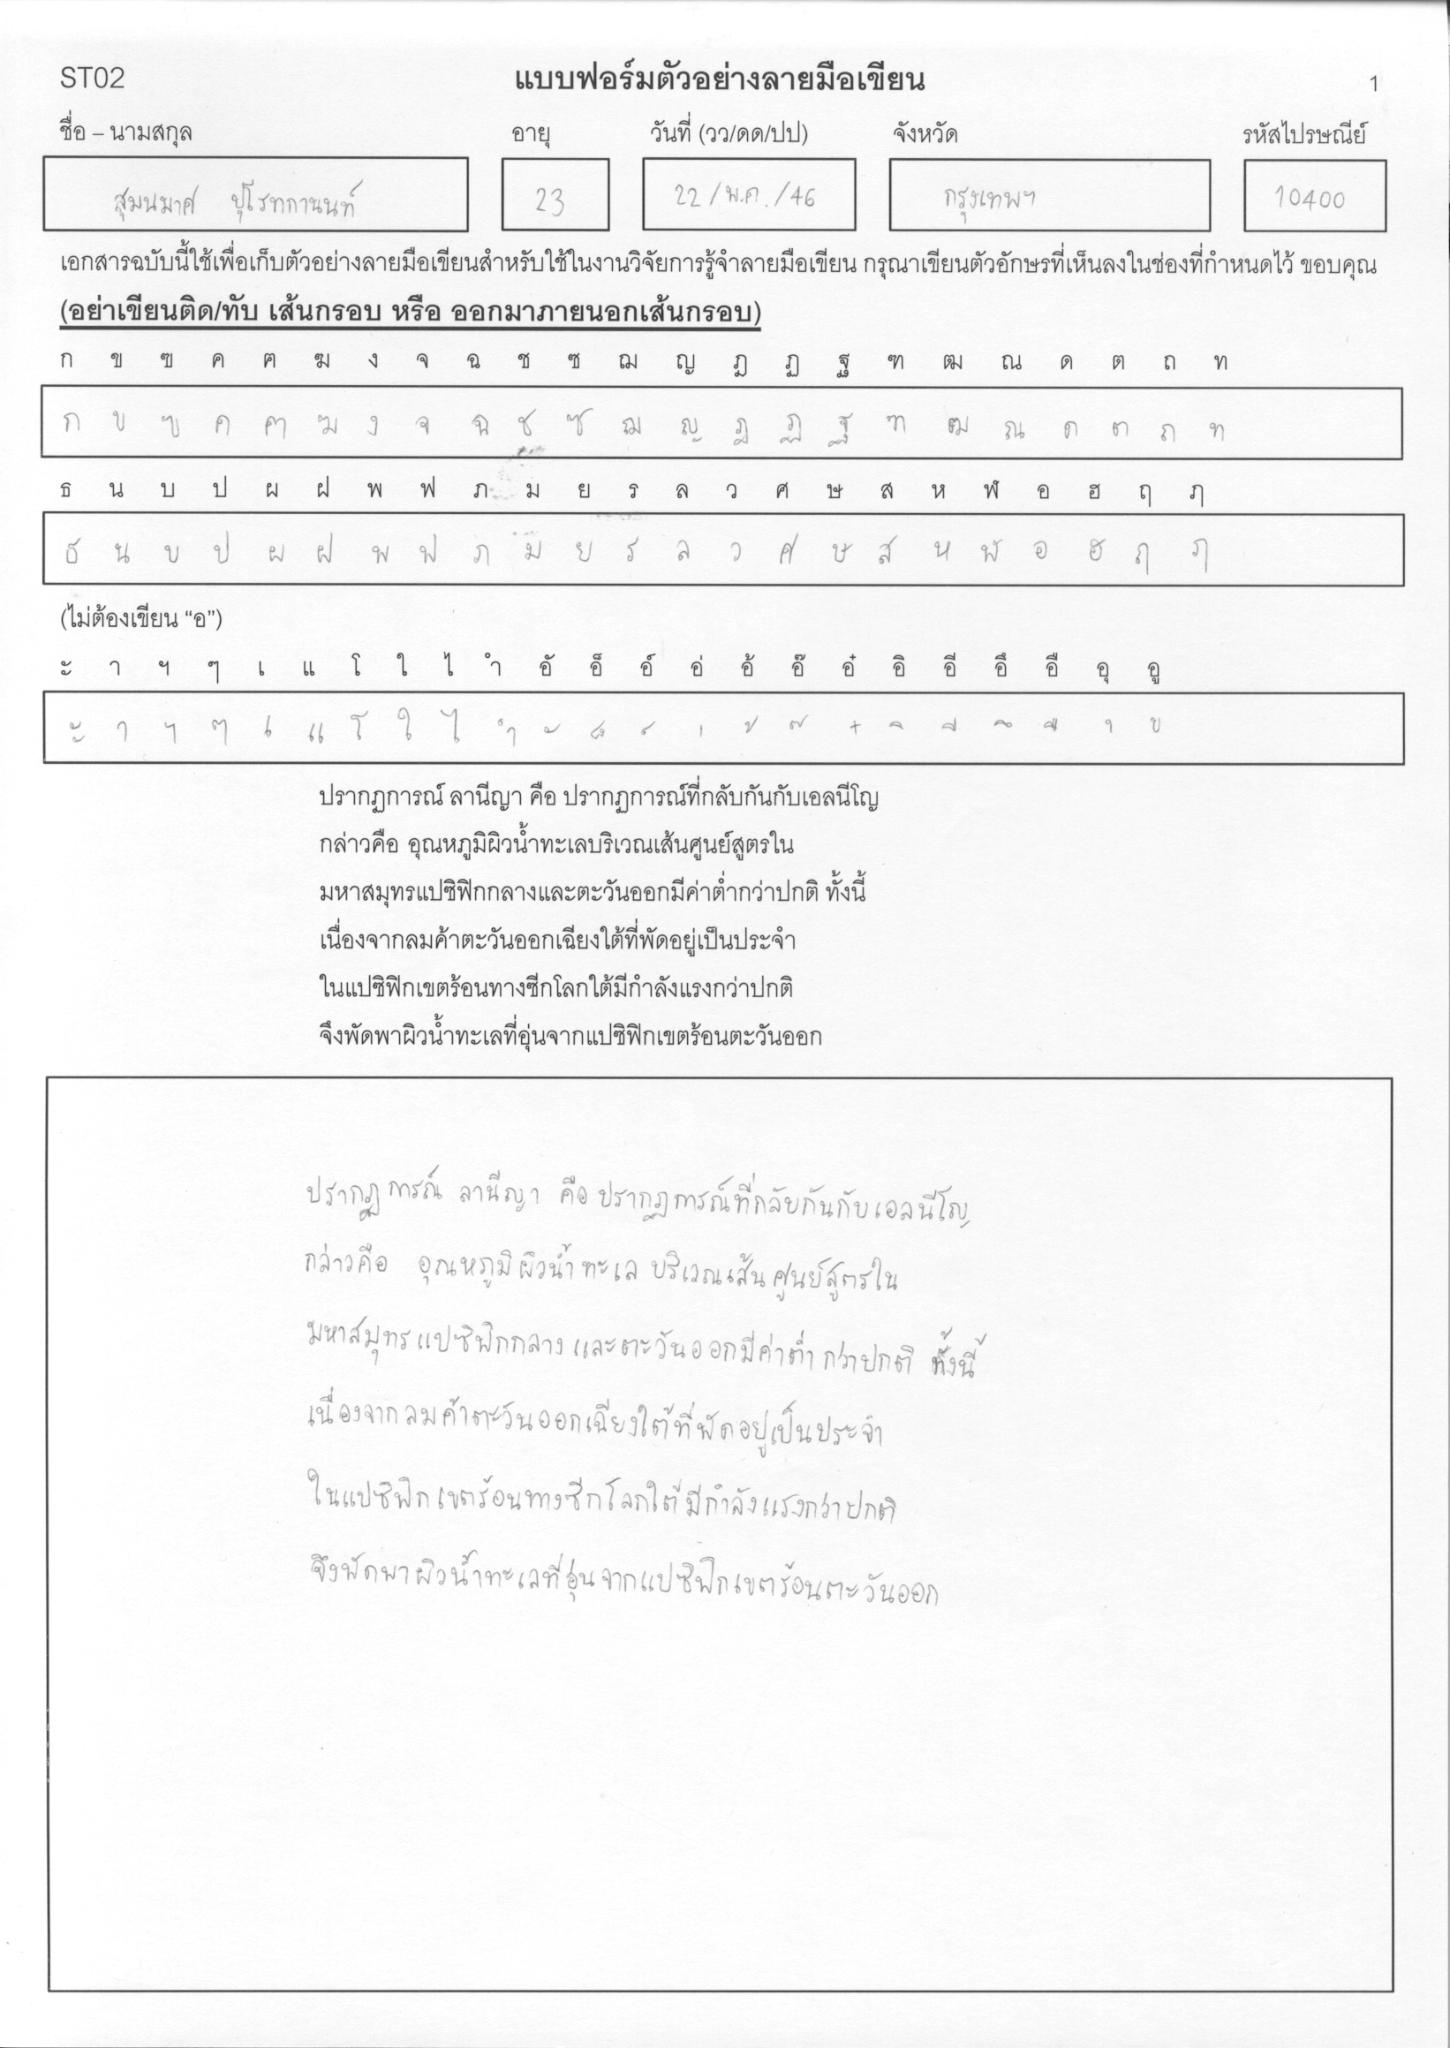 ST02 แบบฟอร์มตัวอย่างลายมือเขียน 1
ชื่อ – นามสกุล อายุ วันที่ (วว/ดด/ปป) จังหวัด รหัสไปรษณีย์
สุมนมาศ ปุโรทกานนท์ 23 22/พ.ค./46 กรุงเทพฯ 10400
เอกสารฉบับนี้ใช้เพื่อเก็บตัวอย่างลายมือเขียนสำหรับใช้ในงานวิจัยการรู้จำลายมือเขียน กรุณาเขียนตัวอักษรที่เห็นลงในช่องที่กำหนดไว้ ขอบคุณ
(อย่าเขียนติด/ทับ เส้นกรอบ หรือ ออกมาภายนอกเส้นกรอบ)
ก ข ฃ ค ฅ ฆ ง จ ฉ ช ซ ฌ ญ ฎ ฏ ฐ ฑ ฒ ณ ด ต ถ ท
ก ข ฃ ค ฅ ฆ ง จ ฉ ช ซ ฌ ญ ฎ ฏ ฐ ฑ ฒ ณ ด ต ถ ท
ธ น บ ป ผ ฝ พ ฟ ภ ม ย ร ล ว ศ ษ ส ห ฬ อ ฮ ฤ ฦ
ธ น บ ป ผ ฝ พ ฟ ภ ม ย ร ล ว ศ ษ ส ห ฬ อ ฮ ฤ ฦ
(ไม่ต้องเขียน “อ”)
ะ า ฯ ๆ เ แ โ ใ ไ ำ อั อ็ อ์ อ่ อ้ อ๊ อ๋ อิ อี อึ อื อุ อู
ะ า ฯ ๆ เ แ โ ใ ไ ำ ั ็ ์ ่ ้ ๊ ๋ ิ ี ึ ื ุ ู
ปรากฏการณ์ ลานีญา คือ ปรากฏการณ์ที่กลับกันกับเอลนีโญ
กล่าวคือ อุณหภูมิผิวน้ำทะเลบริเวณเส้นศูนย์สูตรใน
มหาสมุทรแปซิฟิกกลางและตะวันออกมีค่าต่ำกว่าปกติ ทั้งนี้
เนื่องจากลมค้าตะวันออกเฉียงใต้ที่พัดอยู่เป็นประจำ
ในแปซิฟิกเขตร้อนทางซีกโลกใต้มีกำลังแรงกว่าปกติ
จึงพัดพาผิวน้ำทะเลที่อุ่นจากแปซิฟิกเขตร้อนตะวันออก
ปรากฏการณ์ ลานีญา คือ ปรากฏการณ์ที่กลับกันกับเอลนีโญ
กล่าวคือ อุณหภูมิผิวน้ำทะเล บริเวณเส้นศูนย์สูตรใน
มหาสมุทรแปซิฟิกกลาง และตะวันออกมีค่าต่ำกว่าปกติ ทั้งนี้
เนื่องจากลมค้าตะวันออกเฉียงใต้ที่พัดอยู่เป็นประจำ
ในแปซิฟิกเขตร้อนทางซีกโลกใต้มีกำลังแรงกว่าปกติ
จึงพัดพาผิวน้ำทะเลที่อุ่นจากแปซิฟิกเขตร้อนตะวันออก